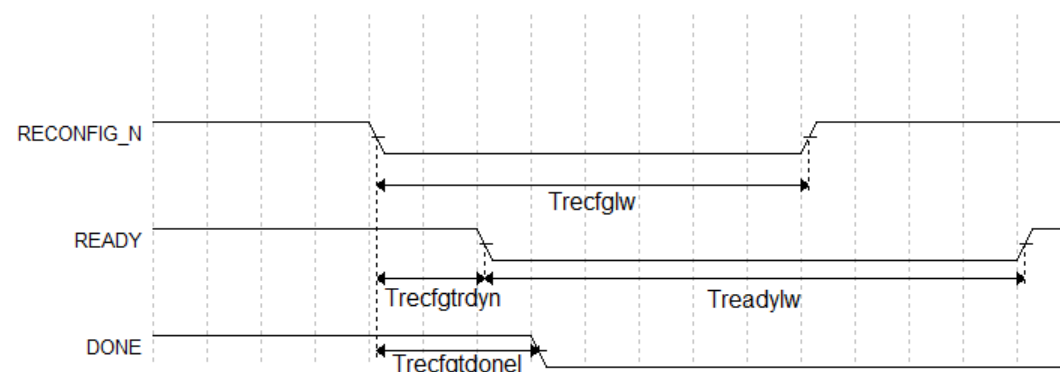 RECONFIG_N
Trecfglw
READY
Trecfgtrdyn
Treadylw
DONE
Trecfgtdonel